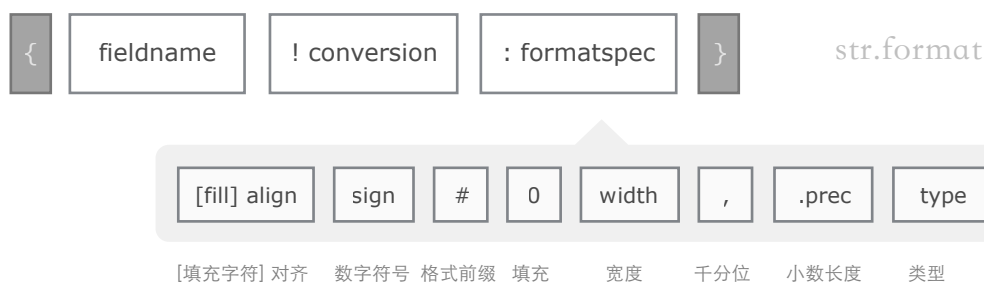 { fieldname ! conversion : formatspec } str.format
[fill] align sign # 0 width , .prec type
[填充字符] 对齐 数字符号 格式前缀 填充 宽度 千分位 小数长度 类型